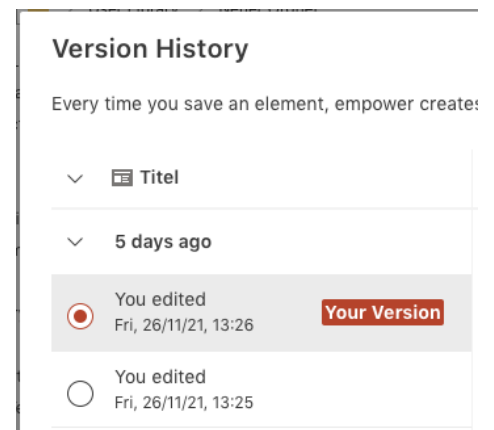 Version History
Every time you save an element, empower creates
Titel
5 days ago
You edited
Fri, 26/11/21, 13:26
Your Version
You edited
Fri, 26/11/21, 13:25